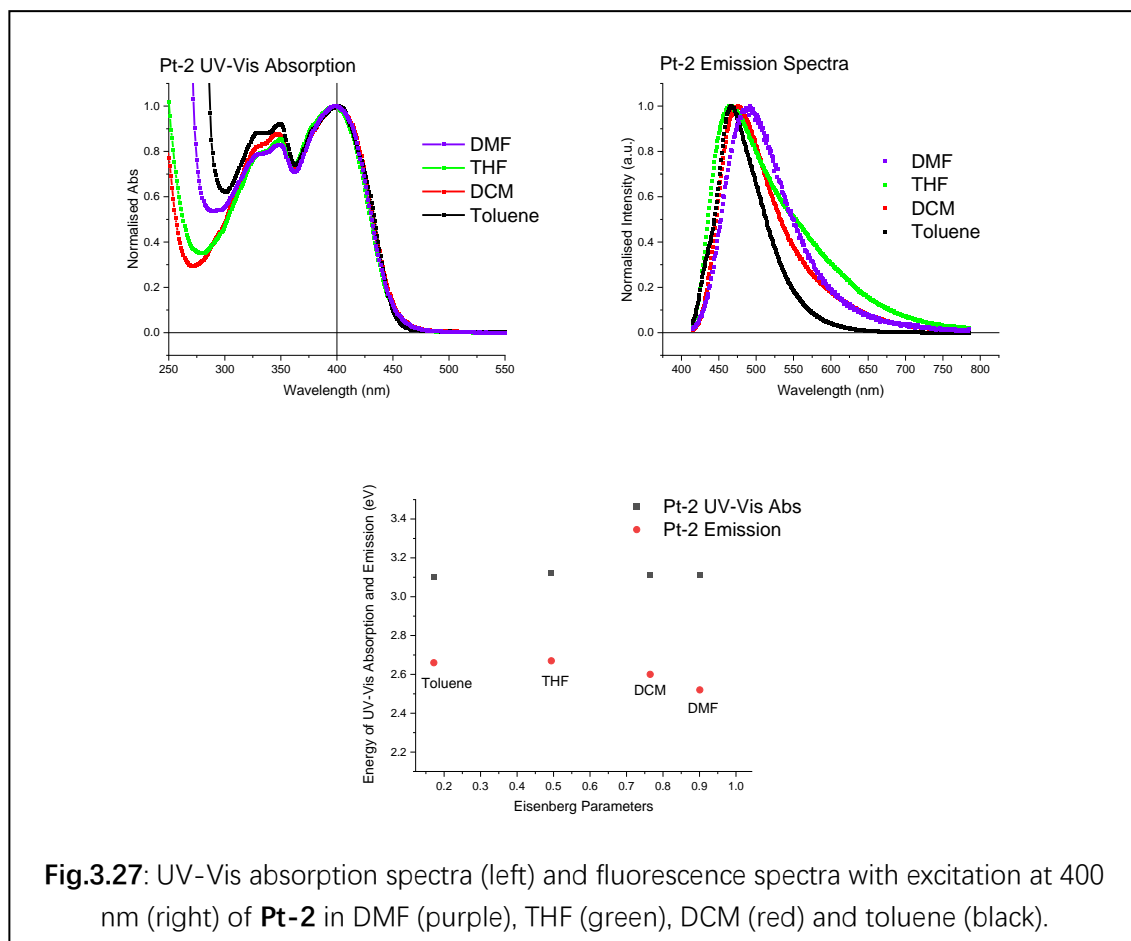 Pt-2 UV-Vis Absorption
Normalised Abs
1.0
0.8
0.6
0.4
0.2
0.0
DMF
THF
DCM
Toluene
250 300 350 400 450 500 550
Wavelength (nm)
Pt-2 Emission Spectra
Normalised Intensity (a.u.)
1.0
0.8
0.6
0.4
0.2
0.0
DMF
THF
DCM
Toluene
400 450 500 550 600 650 700 750 800
Wavelength (nm)
Energy of UV-Vis Absorption and Emission (eV)
Pt-2 UV-Vis Abs
Pt-2 Emission
3.4
3.2
3.0
2.8
2.6
2.4
2.2
Toluene
THF
DCM
DMF
0.2 0.3 0.4 0.5 0.6 0.7 0.8 0.9 1.0
Eisenberg Parameters
Fig.3.27: UV-Vis absorption spectra (left) and fluorescence spectra with excitation at 400
nm (right) of Pt-2 in DMF (purple), THF (green), DCM (red) and toluene (black).